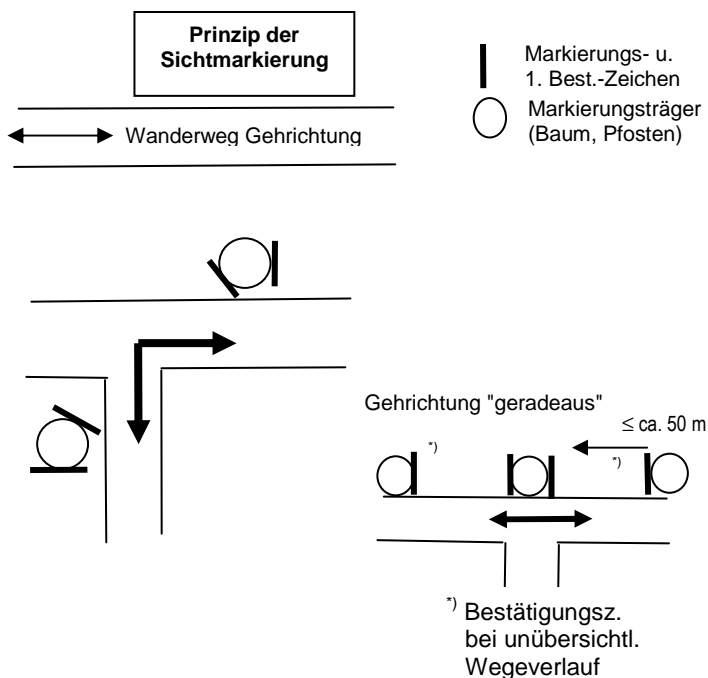 Prinzip der
Sichtmarkierung
Markierungs- u.
1. Best.-Zeichen
Markierungsträger
(Baum, Pfosten)
Wanderweg Gehrichtung
Gehrichtung "geradeaus"
≤ ca. 50 m
*)
*)
*) Bestätigungsz.
bei unübersichtl.
Wegeverlauf